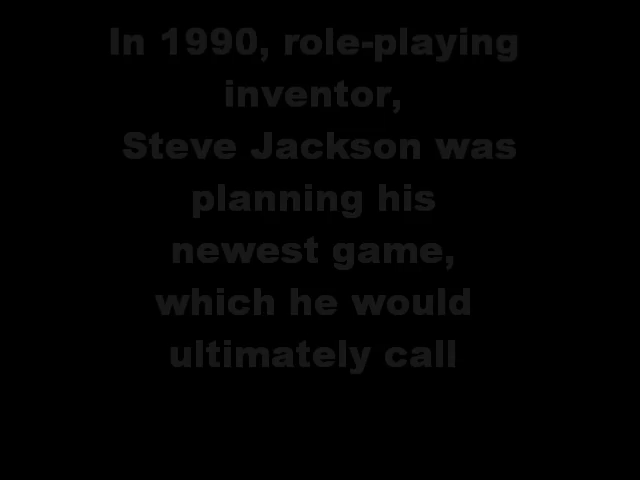 In 1990, role-playing
inventor,
Steve Jackson was
planning his
newest game,
which he would
ultimately call